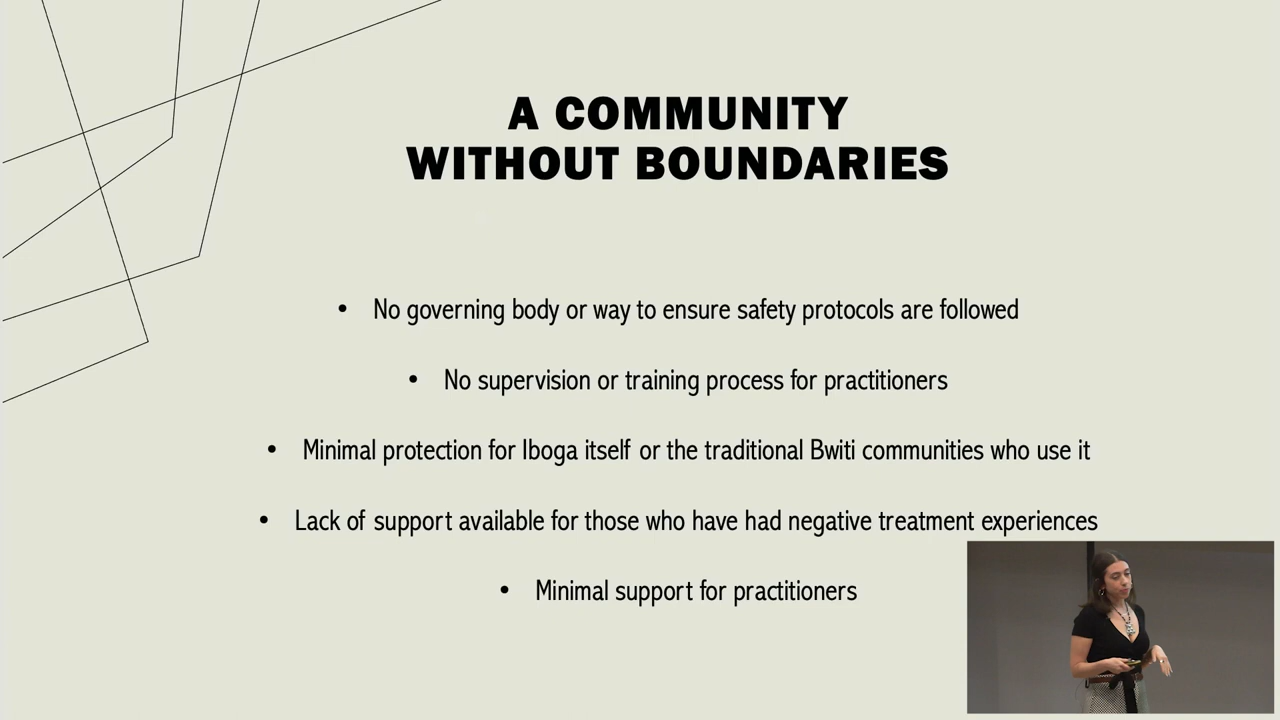 A COMMUNITY
WITHOUT BOUNDARIES
• No governing body or way to ensure safety protocols are followed
• No supervision or training process for practitioners
• Minimal protection for Iboga itself or the traditional Bwiti communities who use it
• Lack of support available for those who have had negative treatment experiences
• Minimal support for practitioners